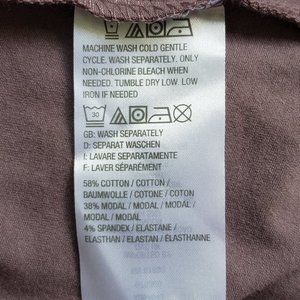 MACHINE WASH COLD GENTLE
CYCLE. WASH SEPARATELY. ONLY
NON-CHLORINE BLEACH WHEN
NEEDED. TUMBLE DRY LOW. LOW
IRON IF NEEDED
30
GB: WASH SEPARATELY
D: SEPARAT WASCHEN
I: LAVARE SEPARATAMENTE
F: LAVER SÉPARÉMENT
58% COTTON / COTTON /
BAUMWOLLE / COTONE / COTON
38% MODAL / MODAL / MODAL /
MODAL / MODAL
4% SPANDEX / ELASTANE /
ELASTHAN / ELASTAN / ÉLASTHANNE